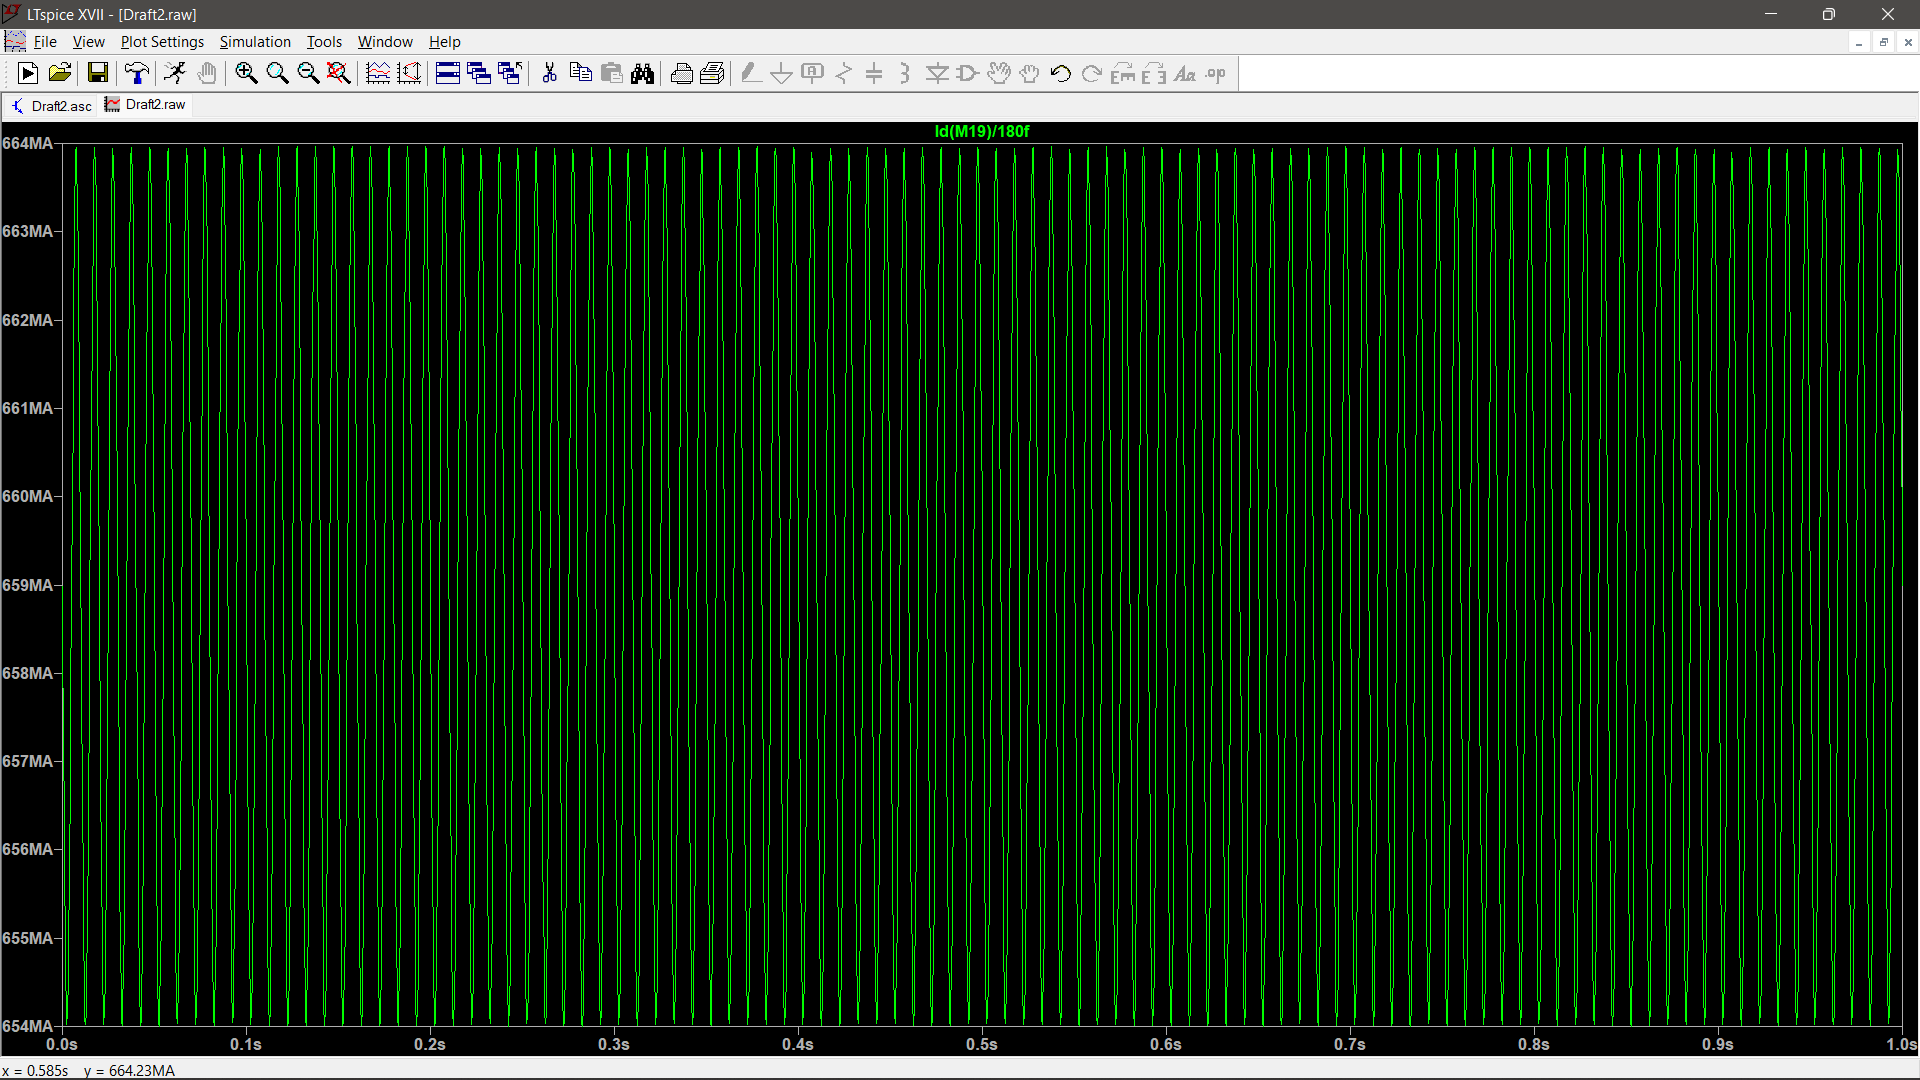 LTspice XVII - [Draft2.raw]
File View Plot Settings Simulation Tools Window Help
Draft2.asc Draft2.raw
Id(M19)/180f
664MA
663MA
662MA
661MA
660MA
659MA
658MA
657MA
656MA
655MA
654MA
0.0s 0.1s 0.2s 0.3s 0.4s 0.5s 0.6s 0.7s 0.8s 0.9s 1.0s
x = 0.585s y = 664.23MA